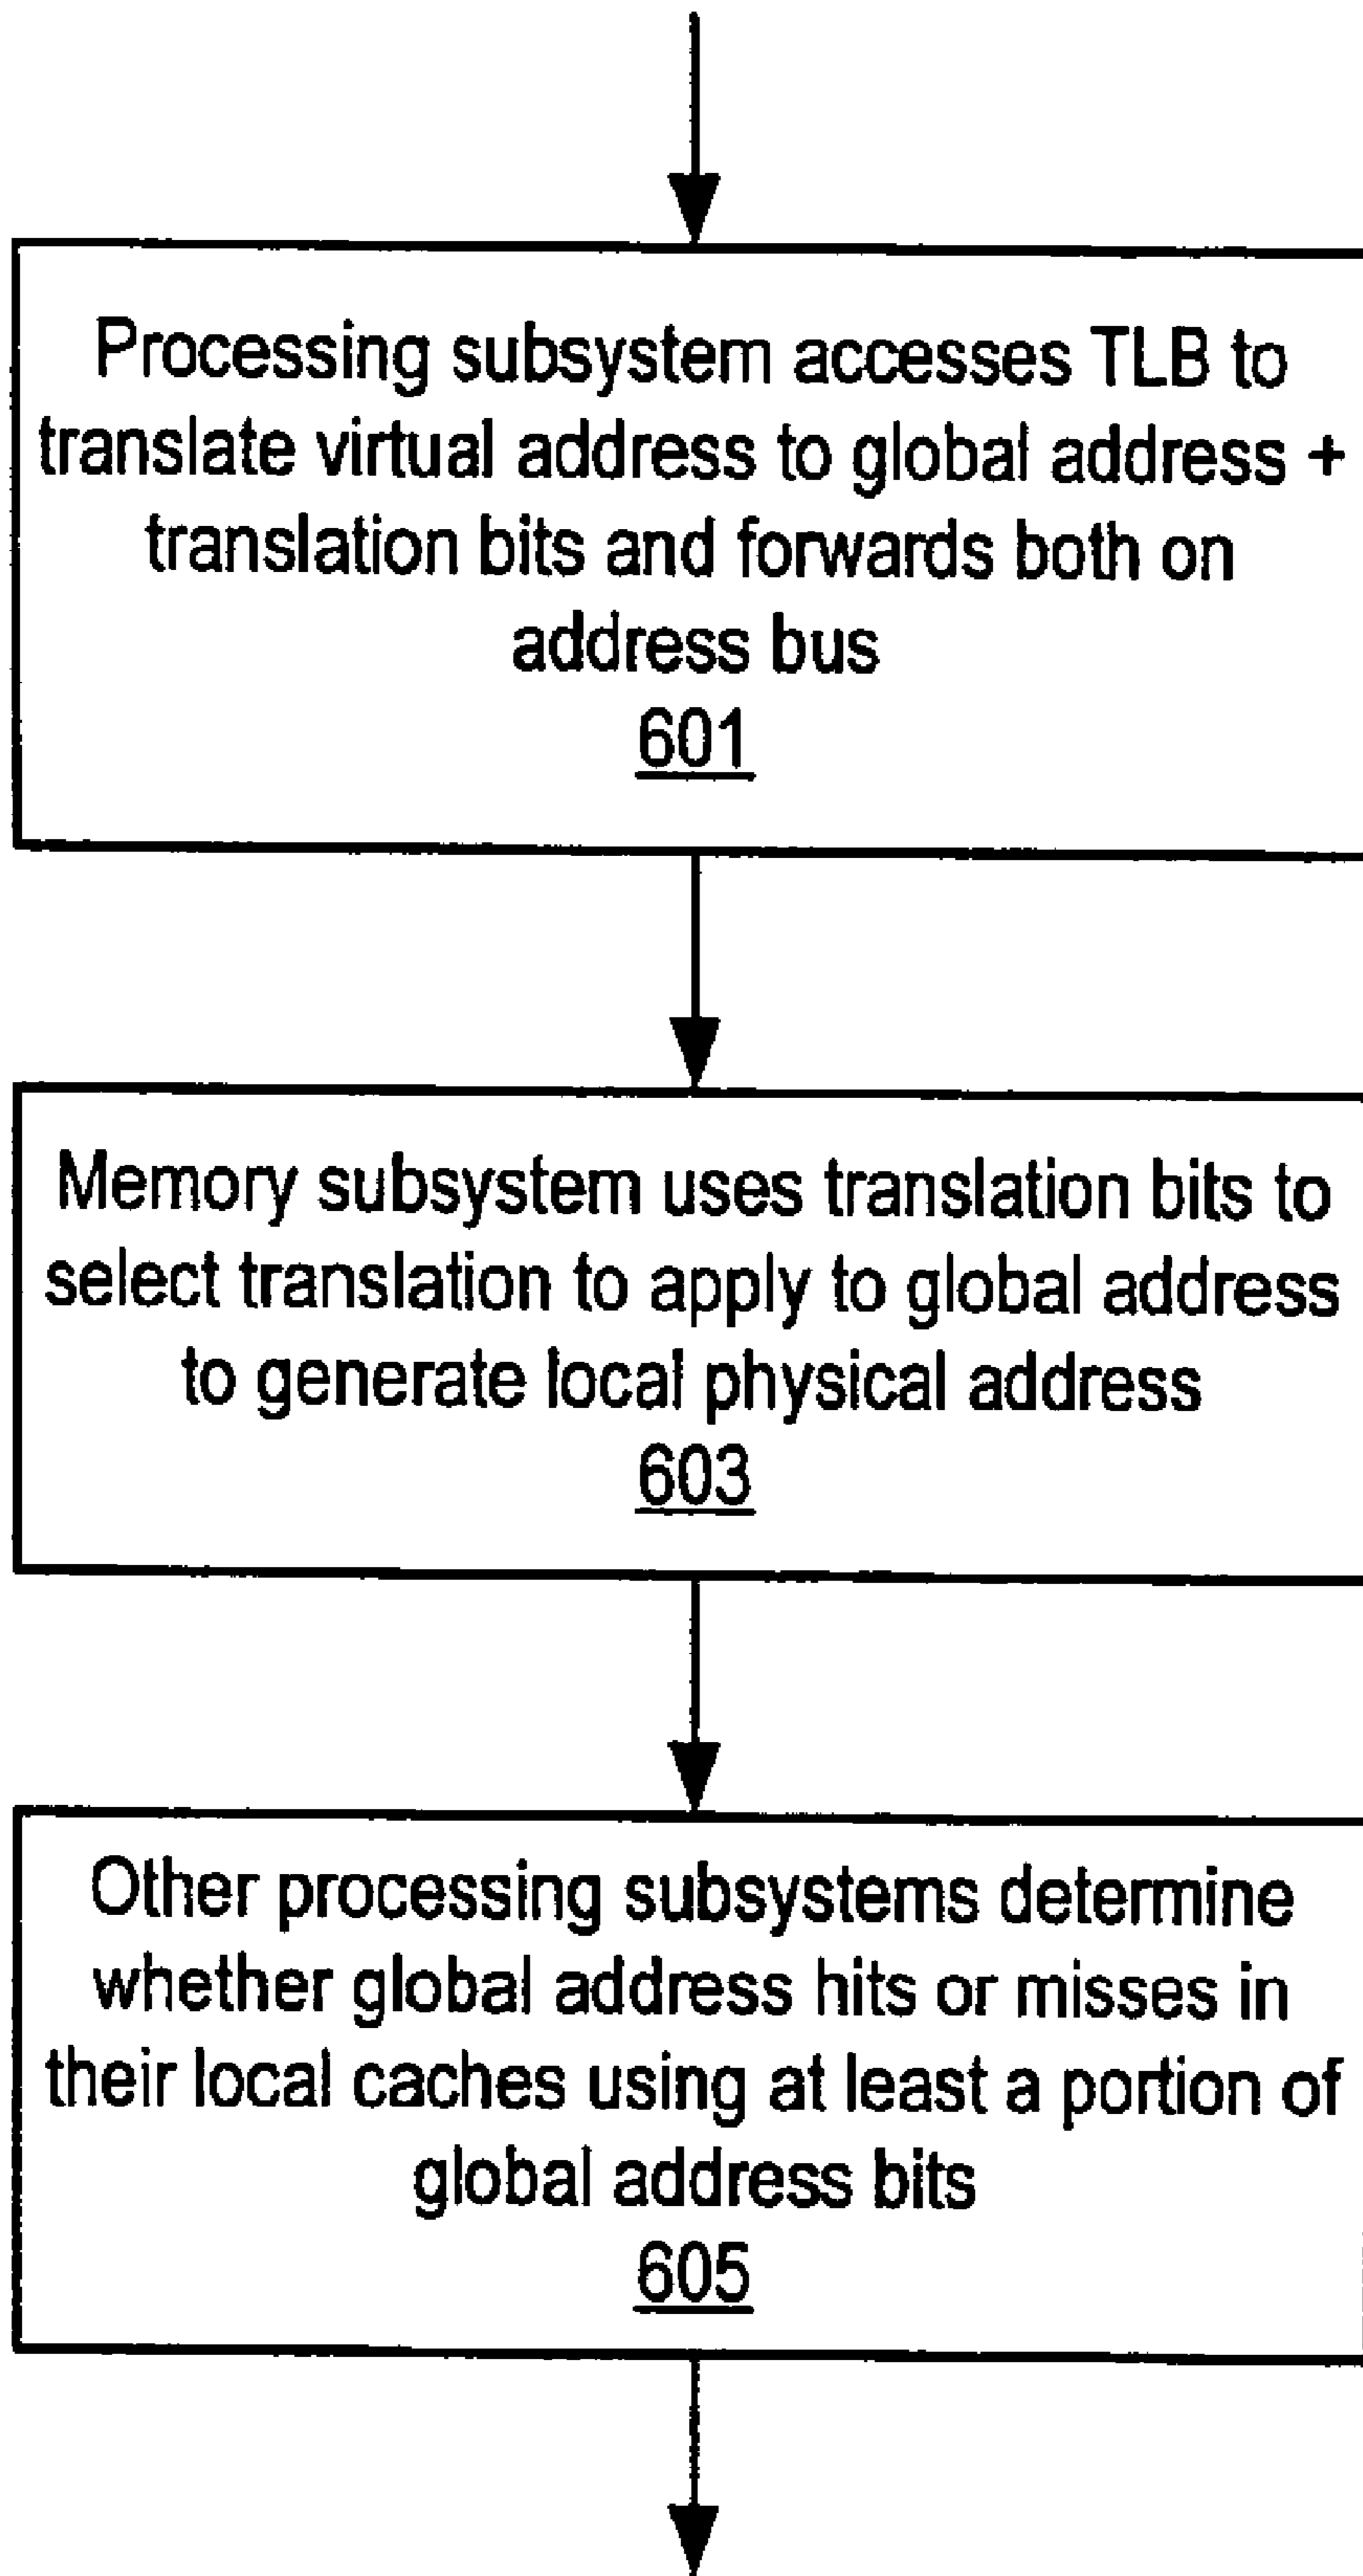 Processing subsystem accesses TLB to
translate virtual address to global address +
translation bits and forwards both on
address bus
601
Memory subsystem uses translation bits to
select translation to apply to global address
to generate local physical address
603
Other processing subsystems determine
whether global address hits or misses in
their local caches using at least a portion of
global address bits
605